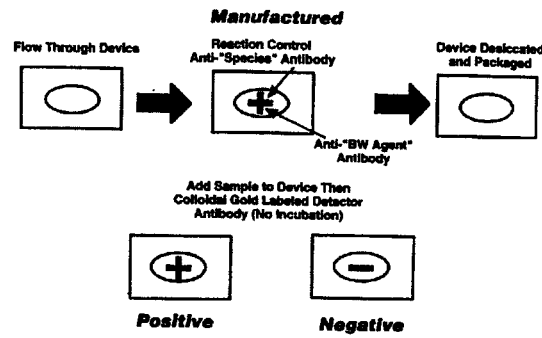 Manufactured
Flow Through Device
Reaction Control
Anti-"Species" Antibody
Device Desiccated
and Packaged
Anti-"BW Agent"
Antibody
Add Sample to Device Then
Colloidal Gold Labeled Detector
Antibody (No Incubation)
Positive
Negative